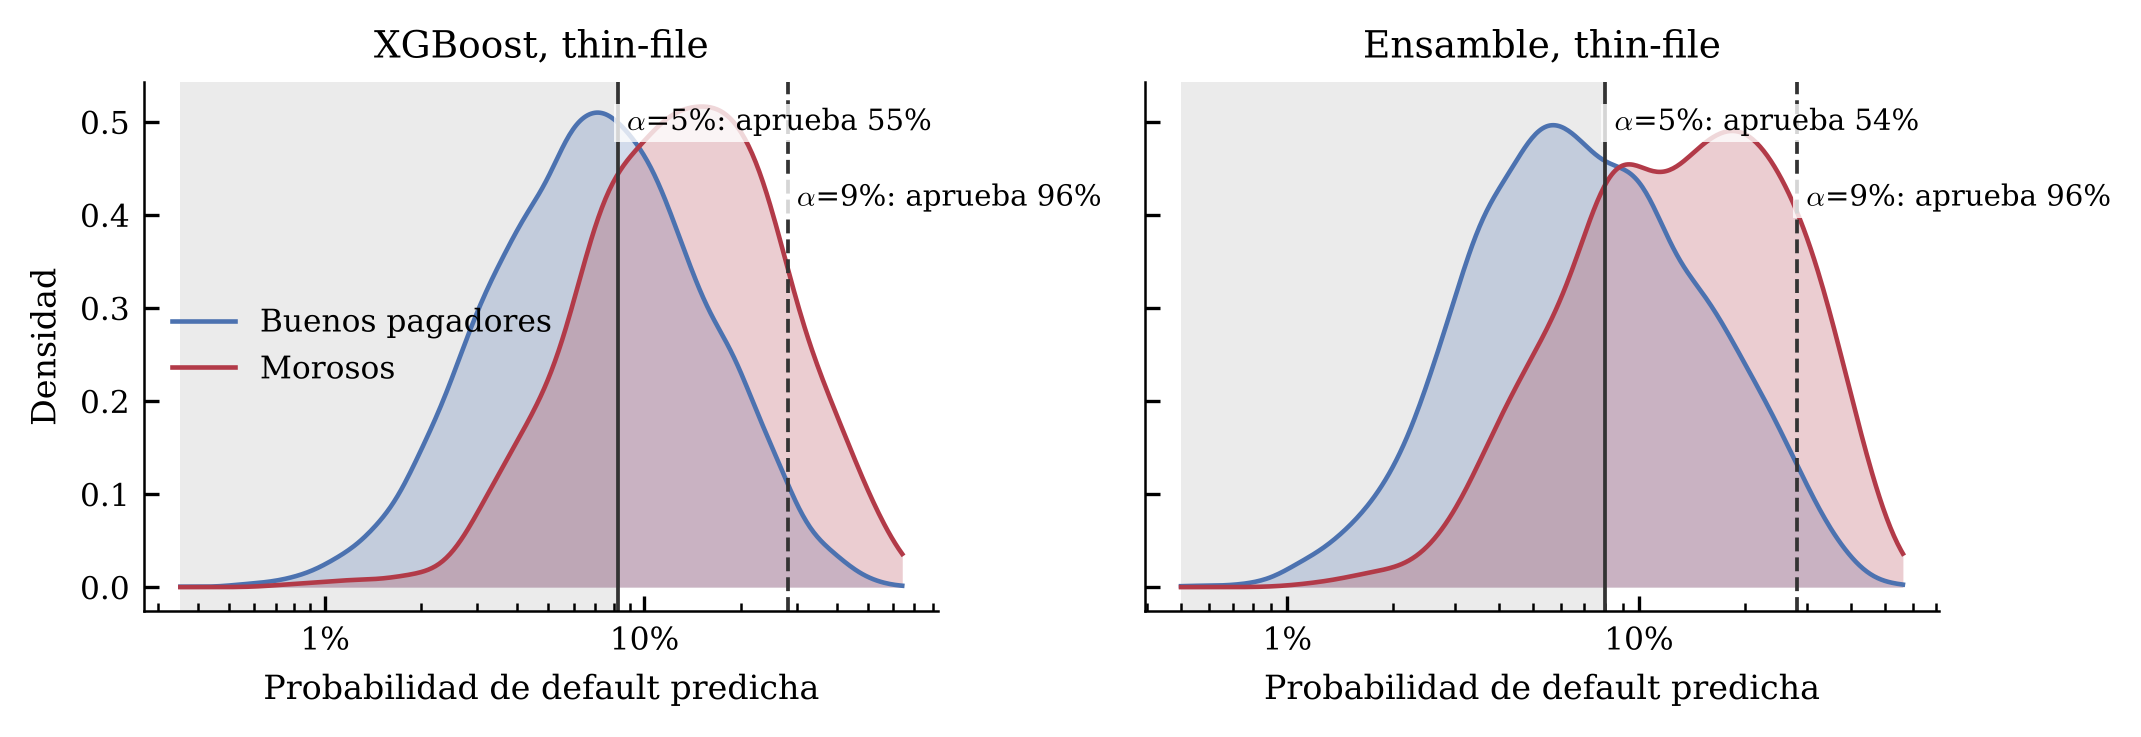 XGBoost, thin-file
Densidad
0.5
0.4
0.3
0.2
0.1
0.0
α=5%: aprueba 55%
α=9%: aprueba 96%
Buenos pagadores
Morosos
1%
10%
Probabilidad de default predicha
Ensamble, thin-file
α=5%: aprueba 54%
α=9%: aprueba 96%
1%
10%
Probabilidad de default predicha